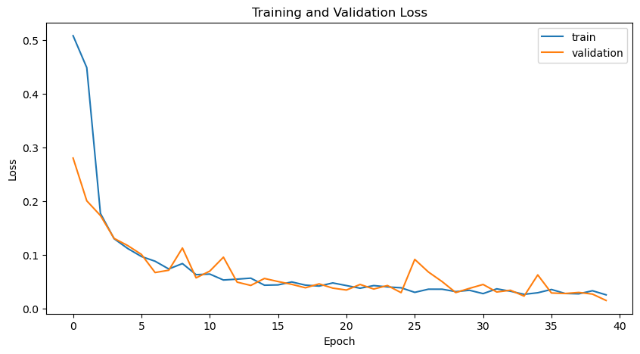 Training and Validation Loss
train
validation
Loss
0.5
0.4
0.3
0.2
0.1
0.0
0 5 10 15 20 25 30 35 40
Epoch